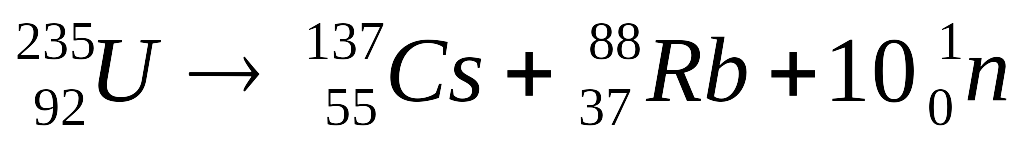 ²³⁵₉₂U → ¹³⁷₅₅Cs + ⁸⁸₃₇Rb + 10 ¹₀n